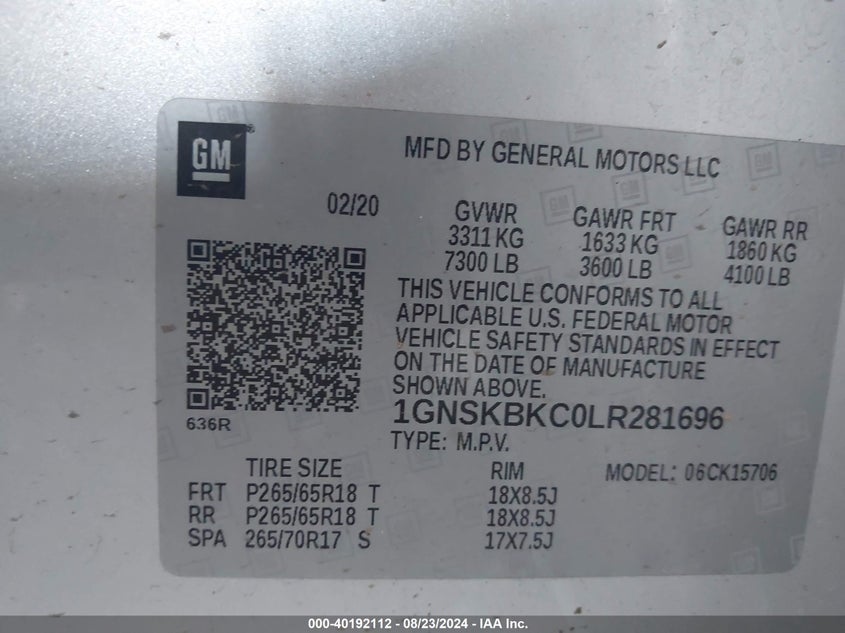 GM
MFD BY GENERAL MOTORS LLC
02/20
GVWR GAWR FRT GAWR RR
3311 KG 1633 KG 1860 KG
7300 LB 3600 LB 4100 LB
THIS VEHICLE CONFORMS TO ALL
APPLICABLE U.S. FEDERAL MOTOR
VEHICLE SAFETY STANDARDS IN EFFECT
ON THE DATE OF MANUFACTURE
SHOWN ABOVE.
636R
1GNSKBKC0LR281696
TYPE: M.P.V.
TIRE SIZE RIM MODEL: 06CK15706
FRT P265/65R18 T 18X8.5J
RR P265/65R18 T 18X8.5J
SPA 265/70R17 S 17X7.5J
000-40192112 - 08/23/2024 - IAA Inc.